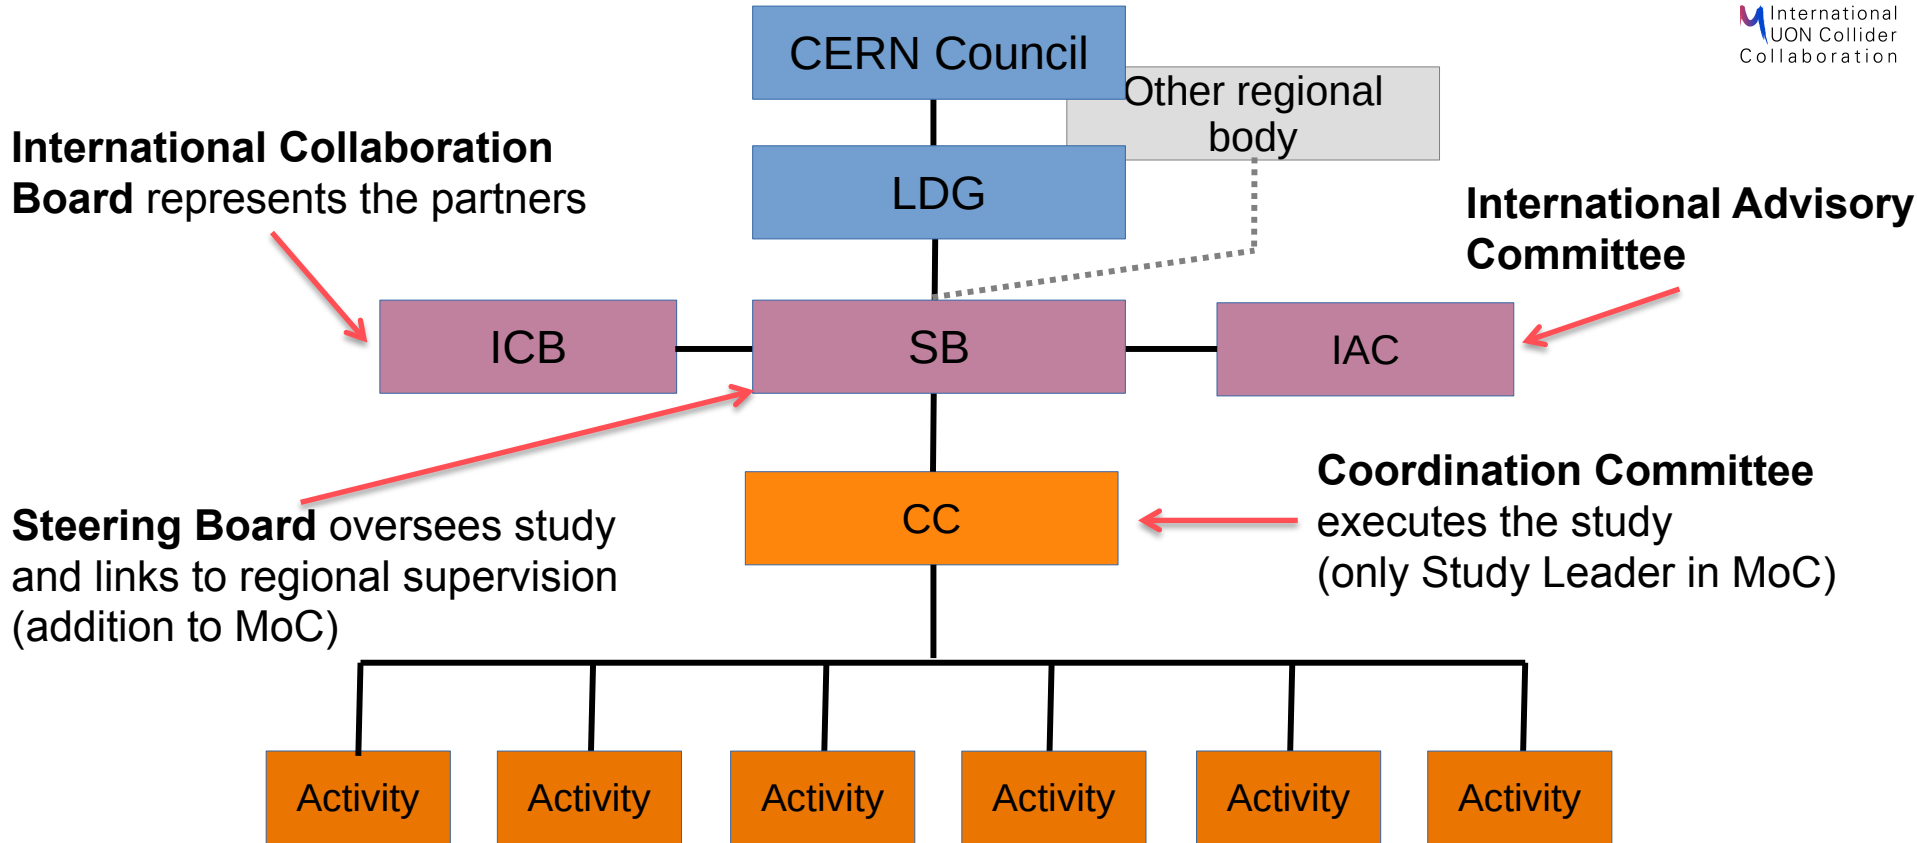 International
UON Collider
Collaboration
CERN Council
Other regional
body
International Collaboration
Board represents the partners
LDG
International Advisory
Committee
ICB
SB
IAC
Steering Board oversees study
and links to regional supervision
(addition to MoC)
CC
Coordination Committee
executes the study
(only Study Leader in MoC)
Activity
Activity
Activity
Activity
Activity
Activity